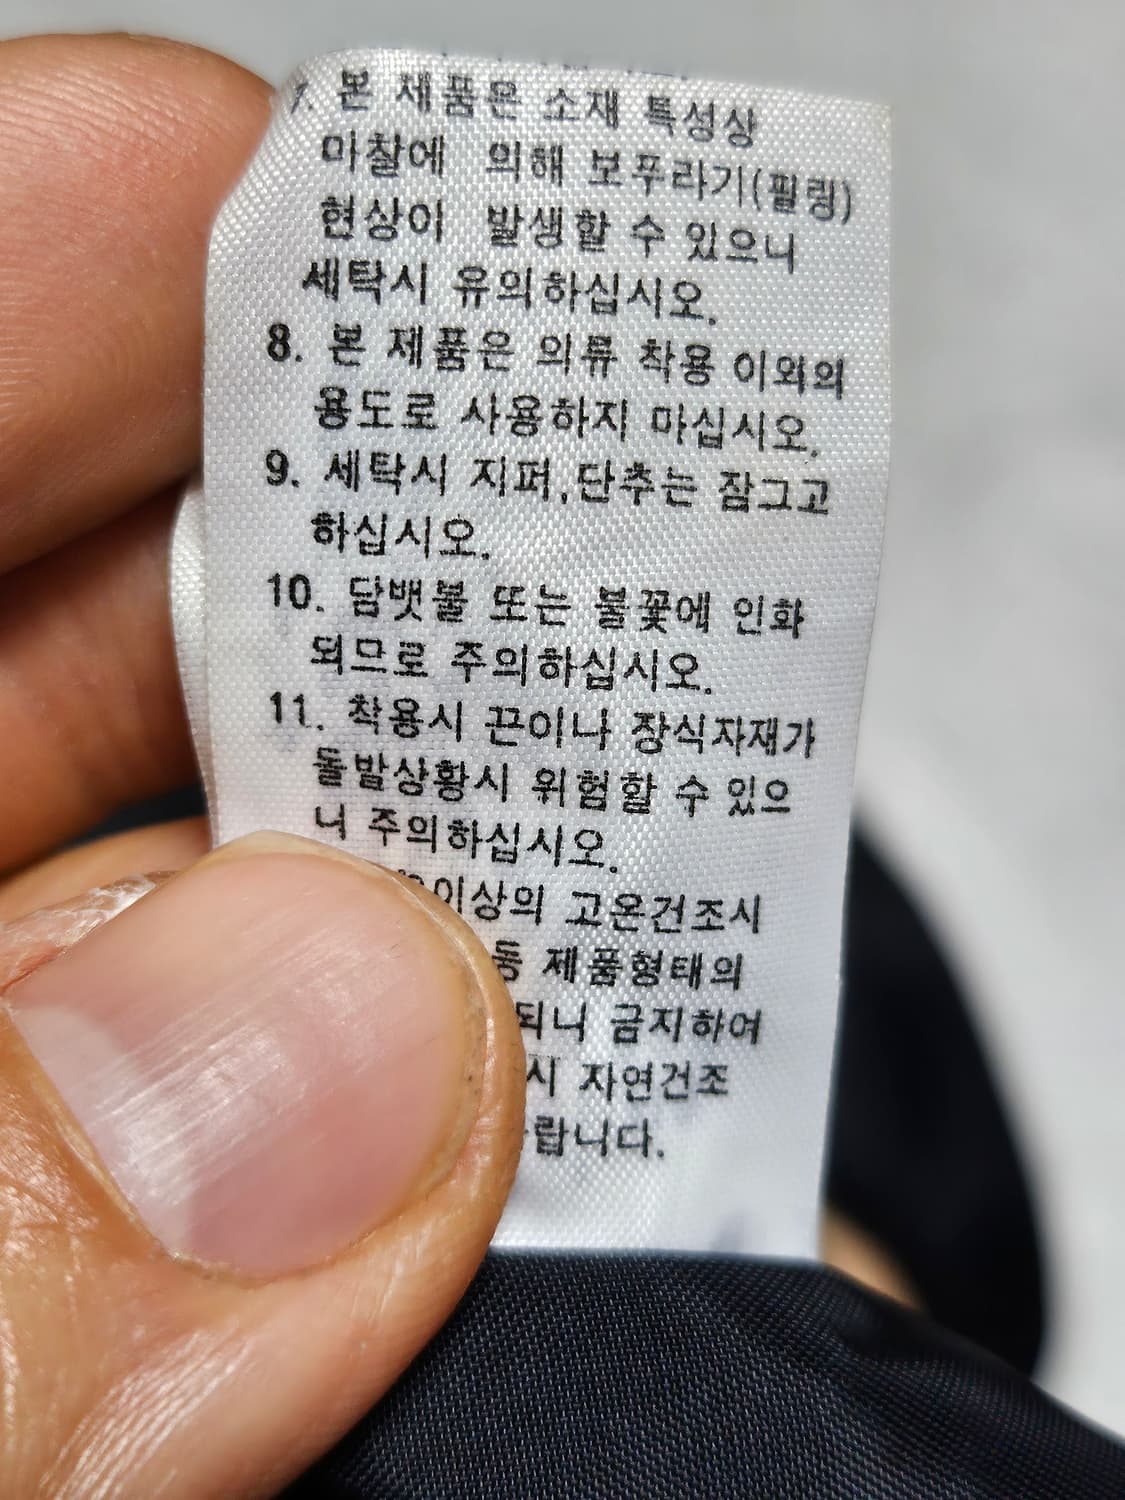 7. 본 제품은 소재 특성상
마찰에 의해 보푸라기(필링)
현상이 발생할 수 있으니
세탁시 유의하십시오.
8. 본 제품은 의류 착용 이외의
용도로 사용하지 마십시오.
9. 세탁시 지퍼,단추는 잠그고
하십시오.
10. 담뱃불 또는 불꽃에 인화
되므로 주의하십시오.
11. 착용시 끈이나 장식자재가
돌발상황시 위험할 수 있으
니 주의하십시오.
이상의 고온건조시
제품형태의
금지하여
시 자연건조